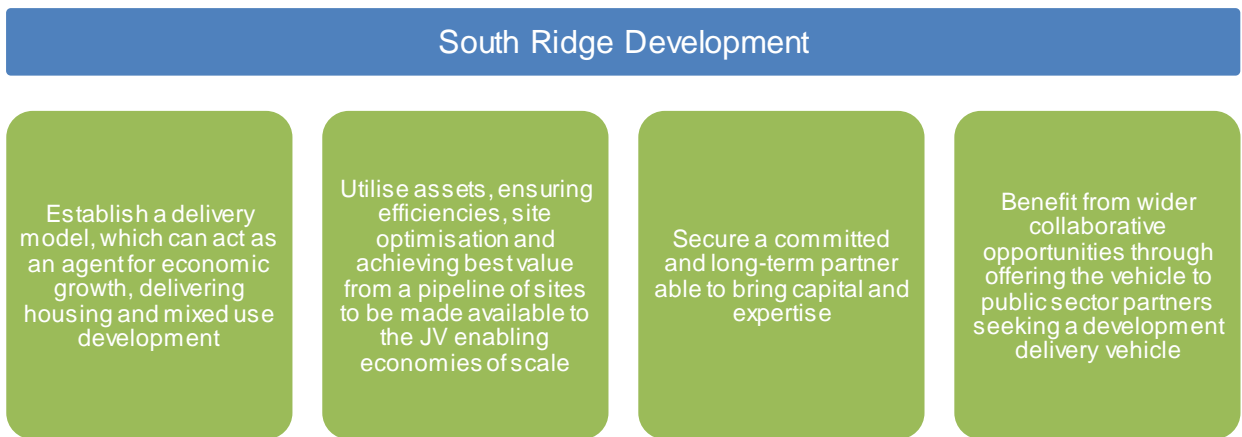 South Ridge Development
Establish a delivery
model, which can act as
an agent for economic
growth, delivering
housing and mixed use
development
Utilise assets, ensuring
efficiencies, site
optimisation and
achieving best value
from a pipeline of sites
to be made available to
the JV enabling
economies of scale
Secure a committed
and long-term partner
able to bring capital and
expertise
Benefit from wider
collaborative
opportunities through
offering the vehicle to
public sector partners
seeking a development
delivery vehicle